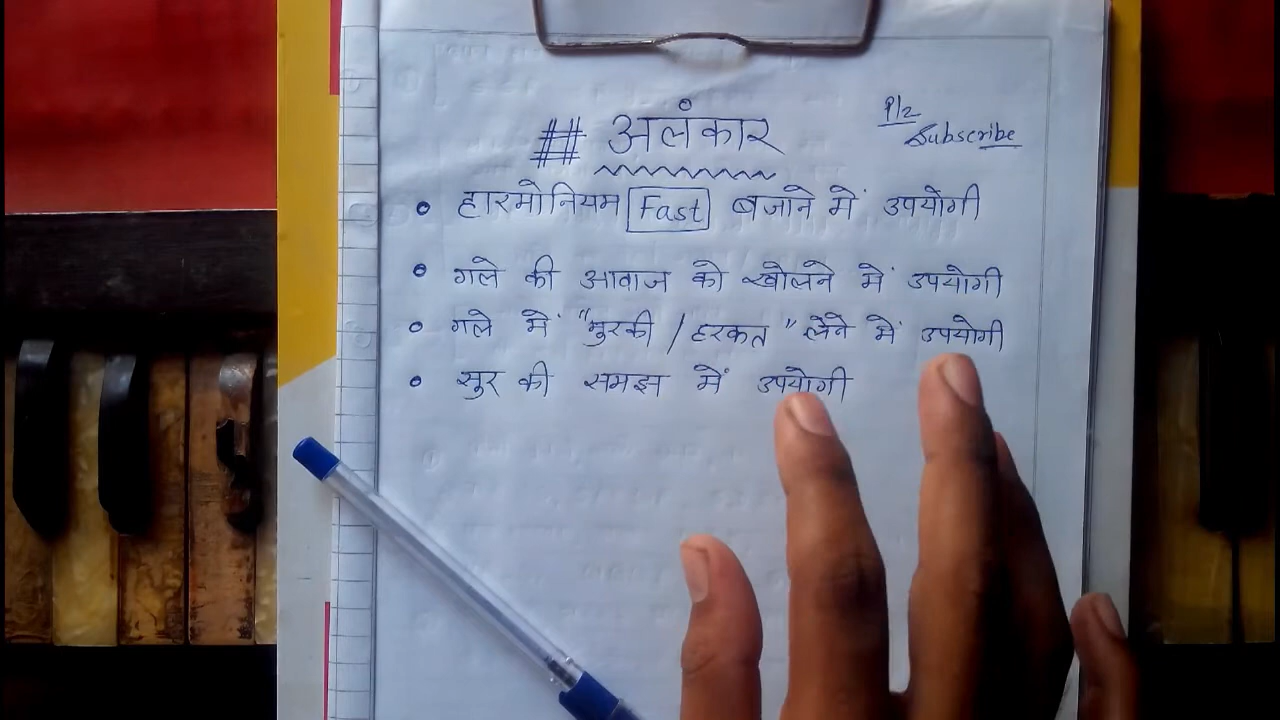 ## अलंकार
Plz
Subscribe
• हारमोनियम Fast बजाने में उपयोगी
• गले की आवाज को खोलने में उपयोगी
• गले में "मुरकी / हरकत" लेने में उपयोगी
• सुर की समझ में उपयोगी